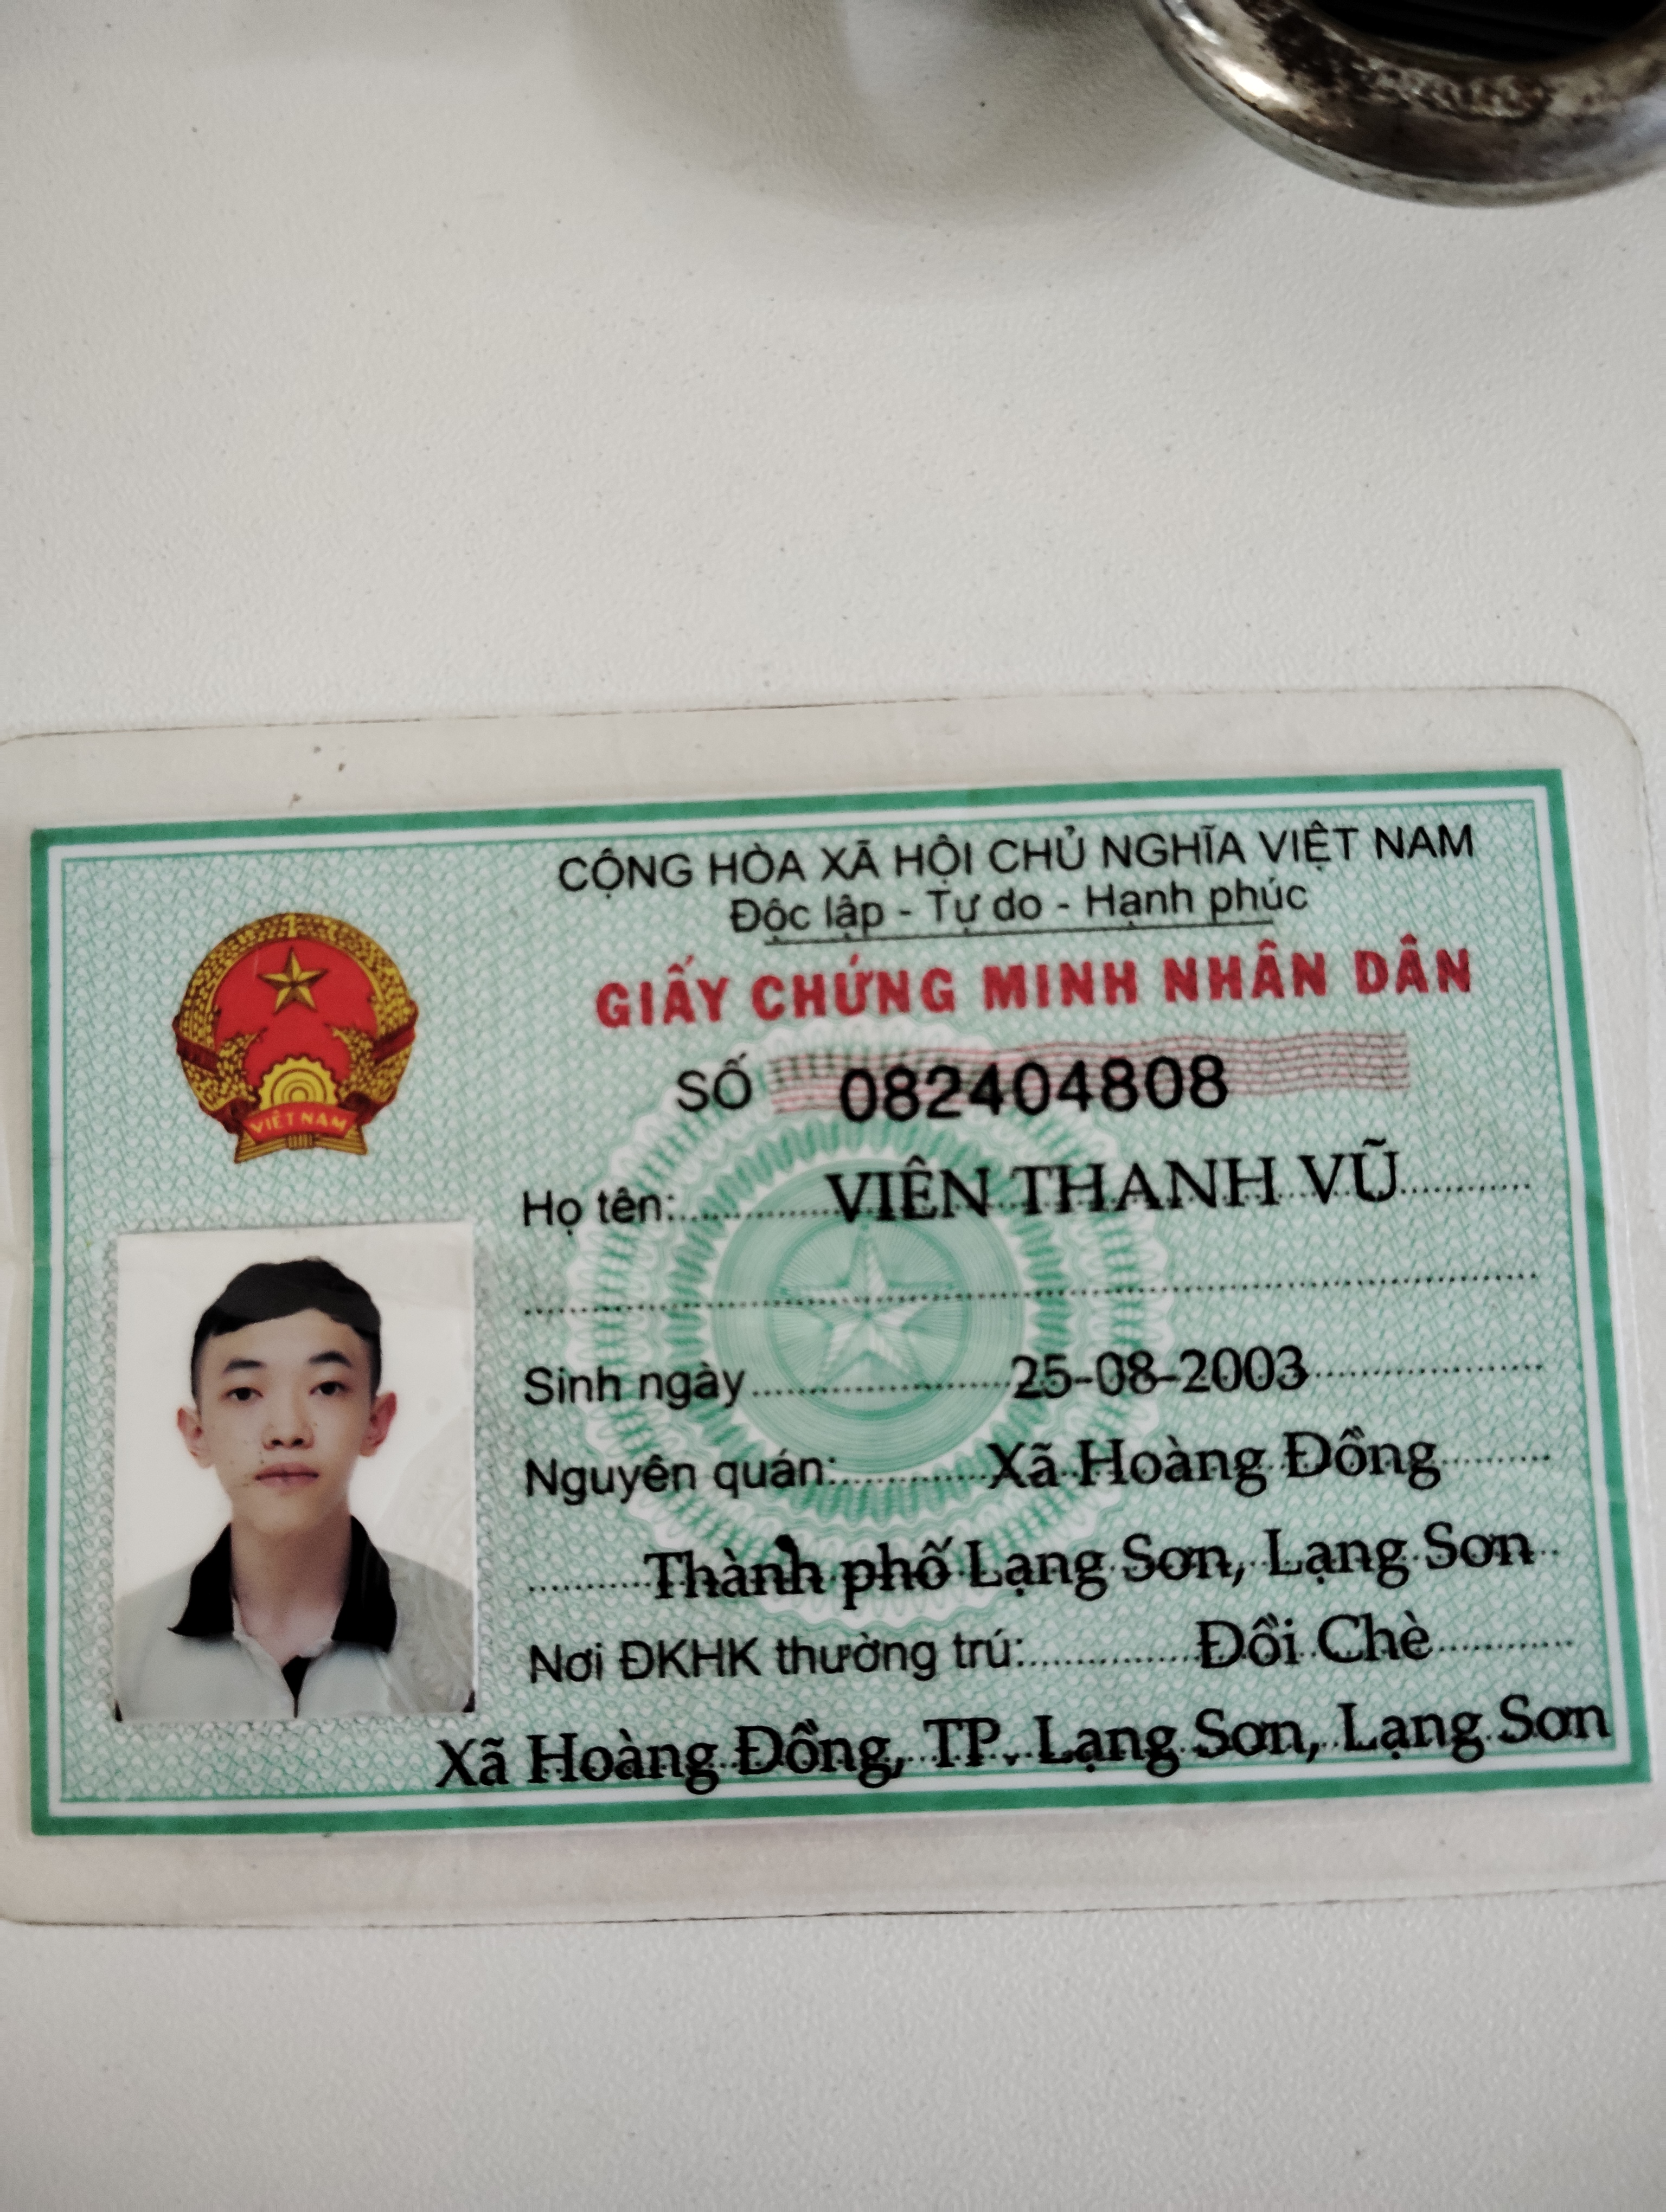 CỘNG HÒA XÃ HỘI CHỦ NGHĨA VIỆT NAM
Độc lập - Tự do - Hạnh phúc
GIẤY CHỨNG MINH NHÂN DÂN
SỐ 082404808
VIỆT NAM
Họ tên: VIÊN THANH VŨ
Sinh ngày 25-08-2003
Nguyên quán: Xã Hoàng Đồng
Thành phố Lạng Sơn, Lạng Sơn
Nơi ĐKHK thường trú: Đồi Chè
Xã Hoàng Đồng, TP. Lạng Sơn, Lạng Sơn